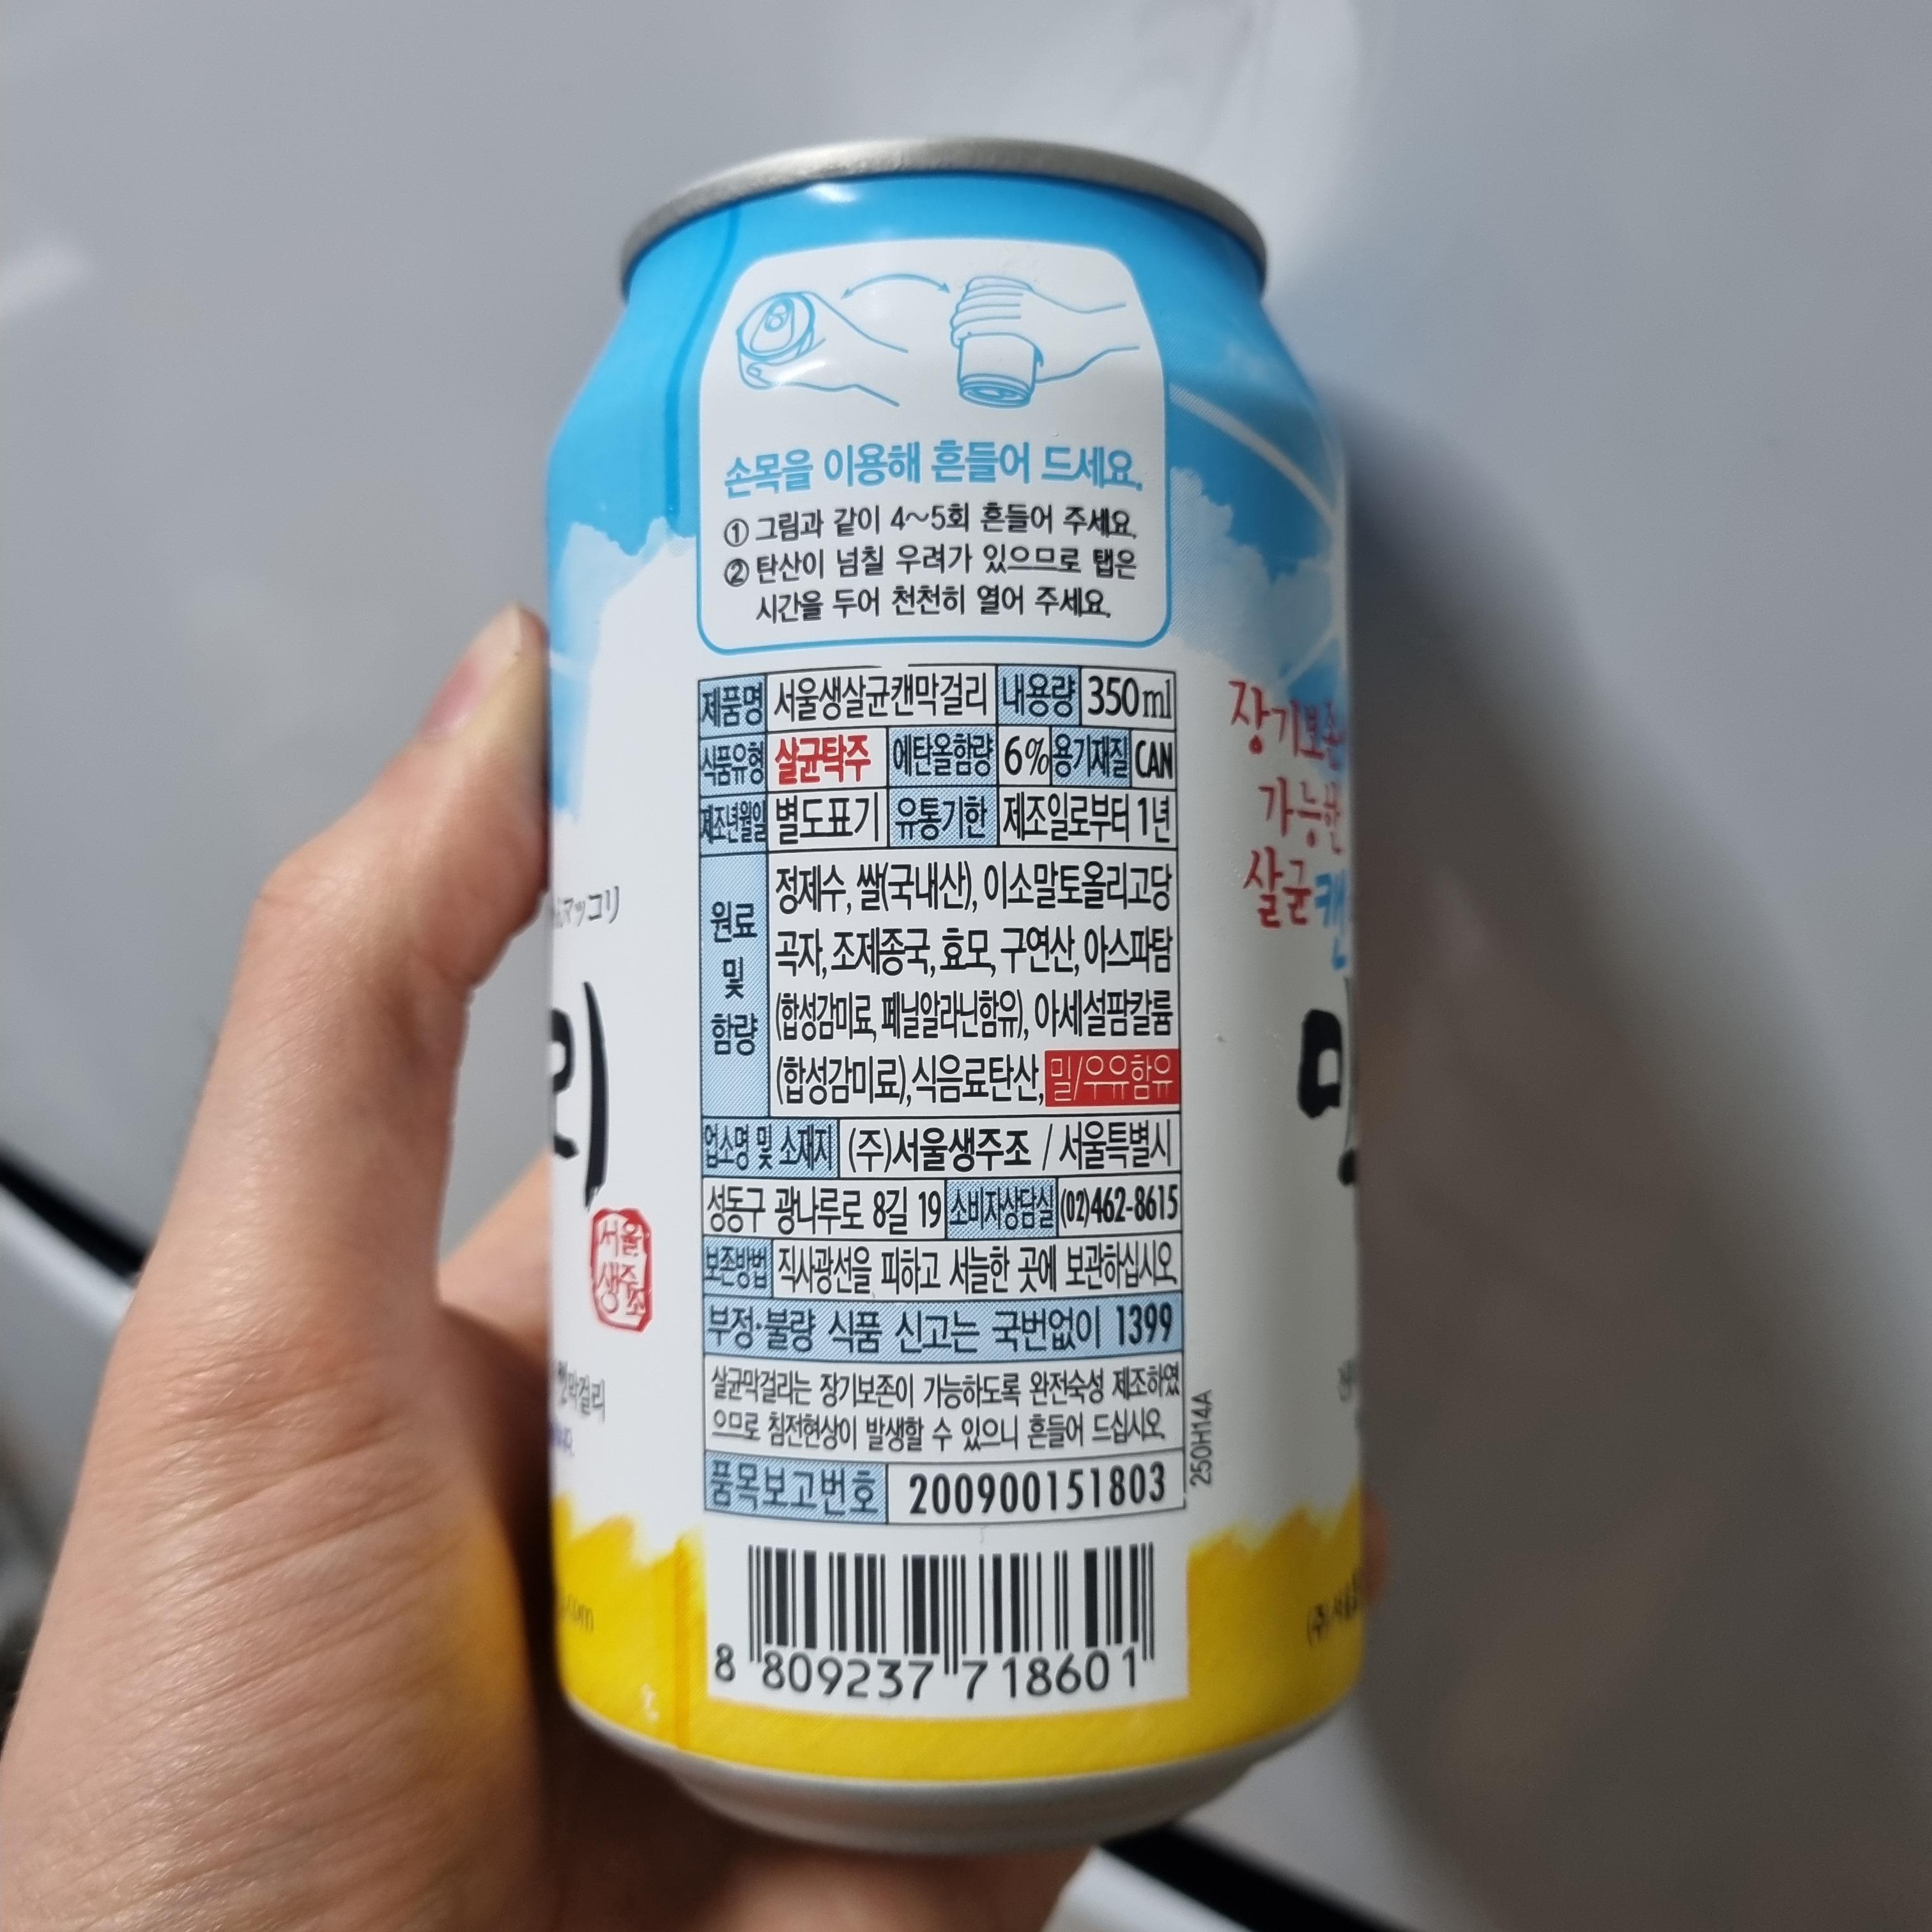 손목을 이용해 흔들어 드세요.
① 그림과 같이 4~5회 흔들어 주세요.
② 탄산이 넘칠 우려가 있으므로 탭은
시간을 두어 천천히 열어 주세요.
제품명 서울생살균캔막걸리 내용량 350ml
식품유형 살균탁주 에탄올함량 6% 용기재질 CAN
제조년월일 별도표기 유통기한 제조일로부터 1년
원료 및 함량
정제수, 쌀(국내산), 이소말토올리고당
곡자, 조제종국, 효모, 구연산, 아스파탐
(합성감미료, 페닐알라닌함유), 아세설팜칼륨
(합성감미료), 식음료탄산, 밀/우유함유
업소명 및 소재지 (주)서울생주조 / 서울특별시
성동구 광나루로 8길 19 소비자상담실 (02)462-8615
보존방법 직사광선을 피하고 서늘한 곳에 보관하십시오.
부정·불량 식품 신고는 국번없이 1399
살균막걸리는 장기보존이 가능하도록 완전숙성 제조하였
으므로 침전현상이 발생할 수 있으니 흔들어 드십시오.
품목보고번호 200900151803
250H14A
8 809237 718601
マッコリ
리
서울
생주조
캔막걸리
.com
장기보존이
가능한
살균캔